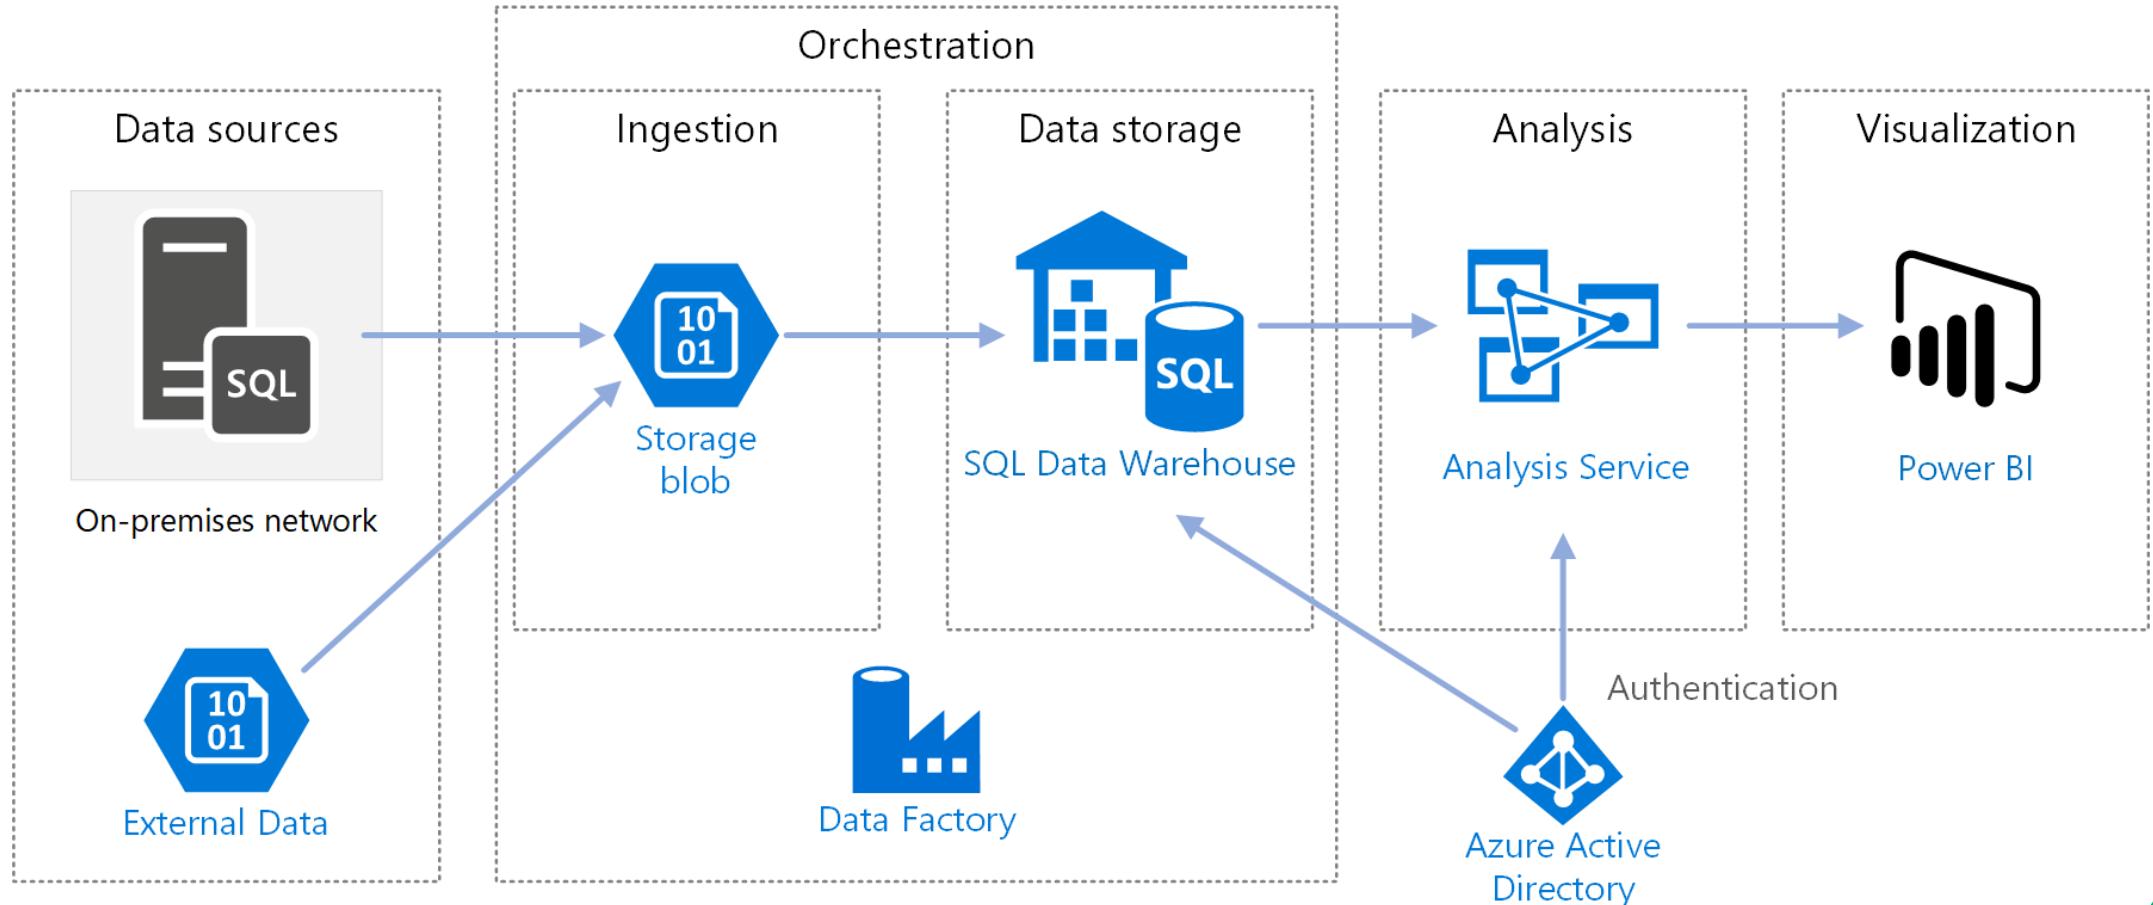 Orchestration
Data sources
Ingestion
Data storage
Analysis
Visualization
SQL
On-premises network
10
01
Storage
blob
SQL
SQL Data Warehouse
Analysis Service
Power BI
10
01
External Data
Data Factory
Authentication
Azure Active
Directory